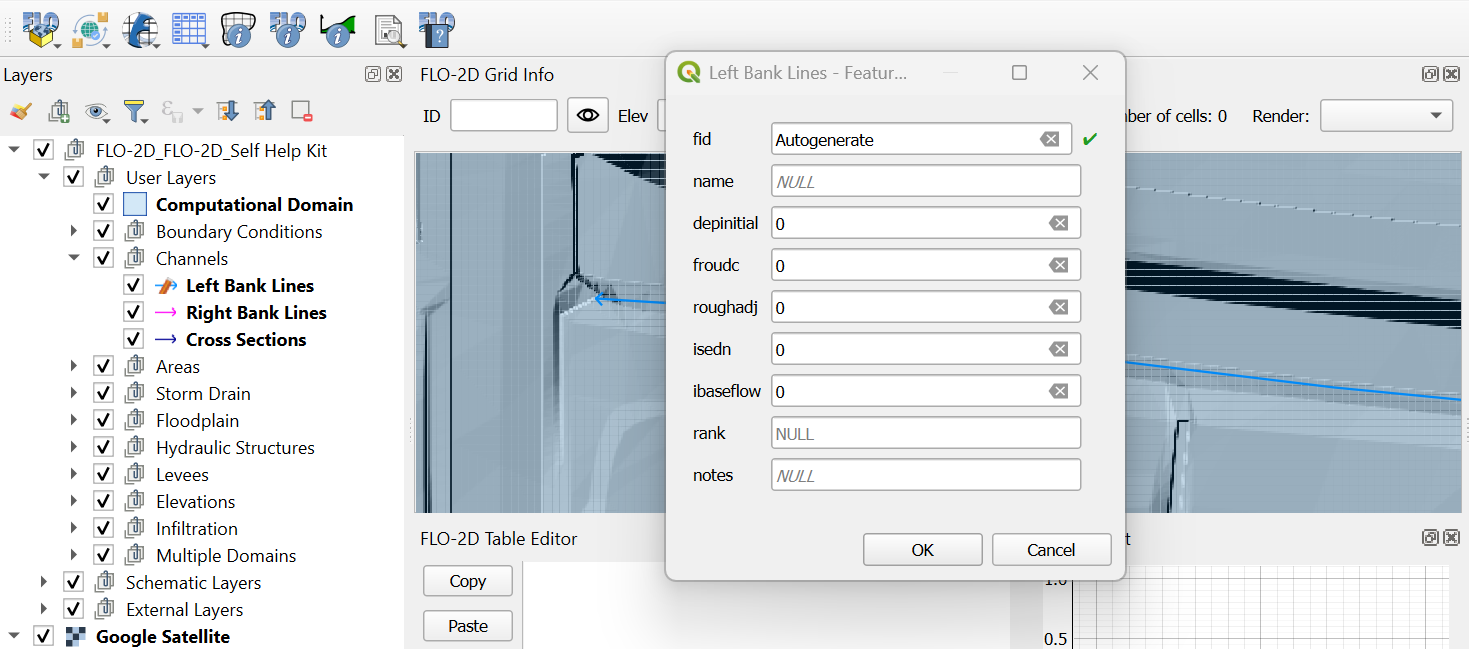 Layers
FLO-2D_FLO-2D_Self Help Kit
User Layers
Computational Domain
Boundary Conditions
Channels
Left Bank Lines
Right Bank Lines
Cross Sections
Areas
Storm Drain
Floodplain
Hydraulic Structures
Levees
Elevations
Infiltration
Multiple Domains
Schematic Layers
External Layers
Google Satellite
FLO-2D Grid Info
ID
Elev
ber of cells: 0
Render:
Left Bank Lines - Featur...
fid Autogenerate
name NULL
depinitial 0
froudc 0
roughadj 0
isedn 0
ibaseflow 0
rank NULL
notes NULL
OK Cancel
FLO-2D Table Editor
Copy
Paste
t
1.0
0.5